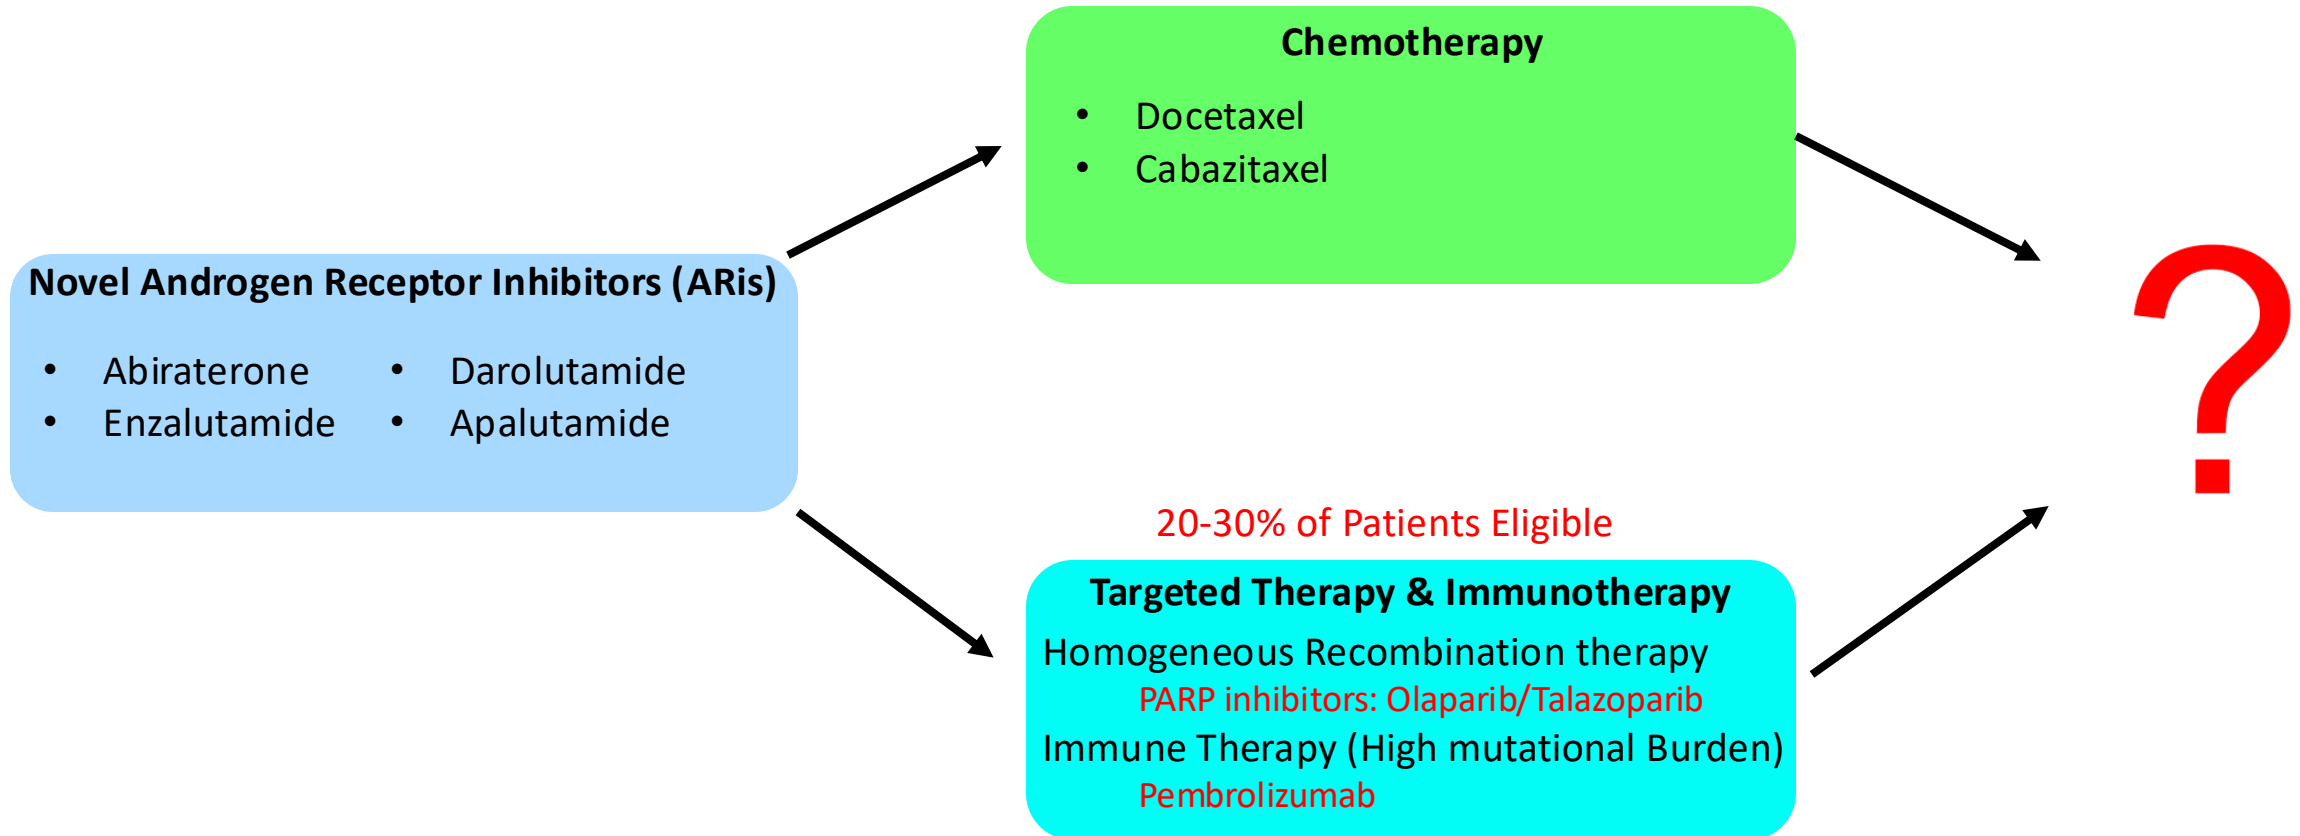 Chemotherapy
• Docetaxel
• Cabazitaxel
Novel Androgen Receptor Inhibitors (ARis)
• Abiraterone • Darolutamide
• Enzalutamide • Apalutamide
?
20-30% of Patients Eligible
Targeted Therapy & Immunotherapy
Homogeneous Recombination therapy
PARP inhibitors: Olaparib/Talazoparib
Immune Therapy (High mutational Burden)
Pembrolizumab